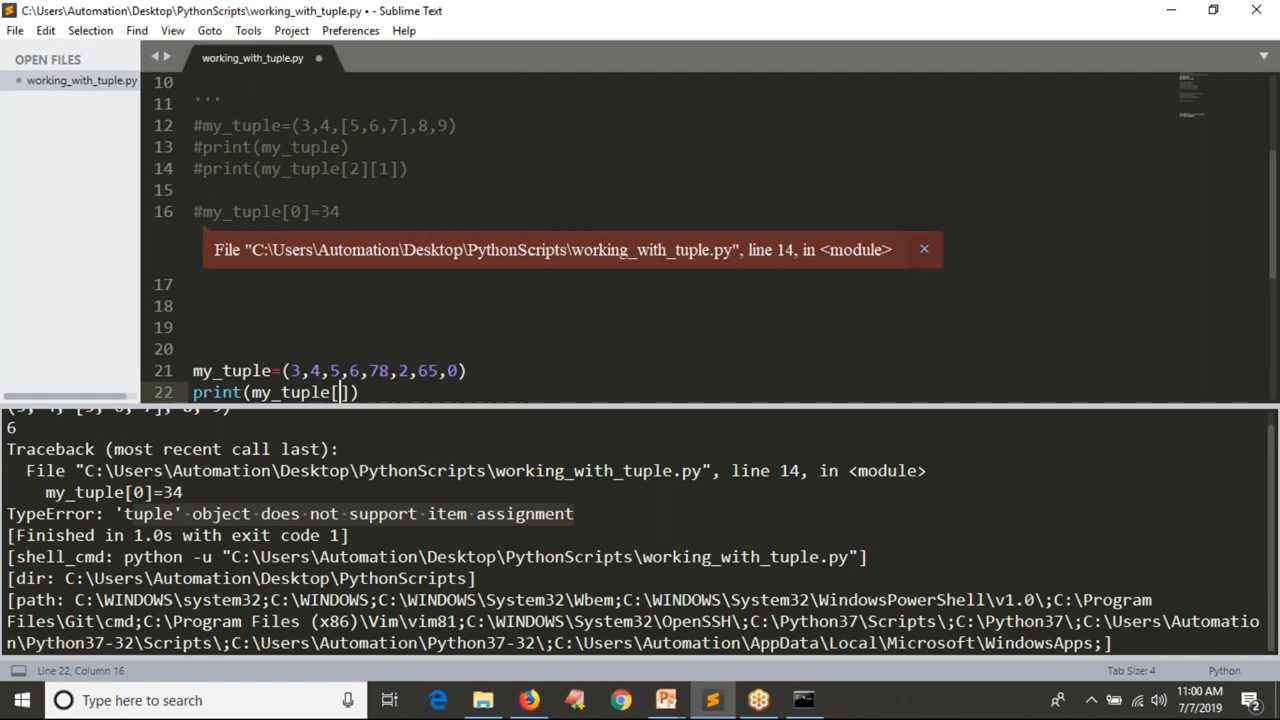 C:\Users\Automation\Desktop\PythonScripts\working_with_tuple.py • - Sublime Text
File Edit Selection Find View Goto Tools Project Preferences Help
OPEN FILES
working_with_tuple.py
working_with_tuple.py
10
11 '''
12 #my_tuple=(3,4,[5,6,7],8,9)
13 #print(my_tuple)
14 #print(my_tuple[2][1])
15
16 #my_tuple[0]=34
File "C:\Users\Automation\Desktop\PythonScripts\working_with_tuple.py", line 14, in <module> ×
17
18
19
20
21 my_tuple=(3,4,5,6,78,2,65,0)
22 print(my_tuple[])
(3, 4, [5, 6, 7], 8, 9)
6
Traceback (most recent call last):
File "C:\Users\Automation\Desktop\PythonScripts\working_with_tuple.py", line 14, in <module>
my_tuple[0]=34
TypeError: 'tuple' object does not support item assignment
[Finished in 1.0s with exit code 1]
[shell_cmd: python -u "C:\Users\Automation\Desktop\PythonScripts\working_with_tuple.py"]
[dir: C:\Users\Automation\Desktop\PythonScripts]
[path: C:\WINDOWS\system32;C:\WINDOWS;C:\WINDOWS\System32\Wbem;C:\WINDOWS\System32\WindowsPowerShell\v1.0\;C:\Program
Files\Git\cmd;C:\Program Files (x86)\Vim\vim81;C:\WINDOWS\System32\OpenSSH\;C:\Python37\Scripts\;C:\Python37\;C:\Users\Automatio
n\Python37-32\Scripts\;C:\Users\Automation\Python37-32\;C:\Users\Automation\AppData\Local\Microsoft\WindowsApps;]
Line 22, Column 16
Tab Size: 4
Python
Type here to search
11:00 AM
7/7/2019
2